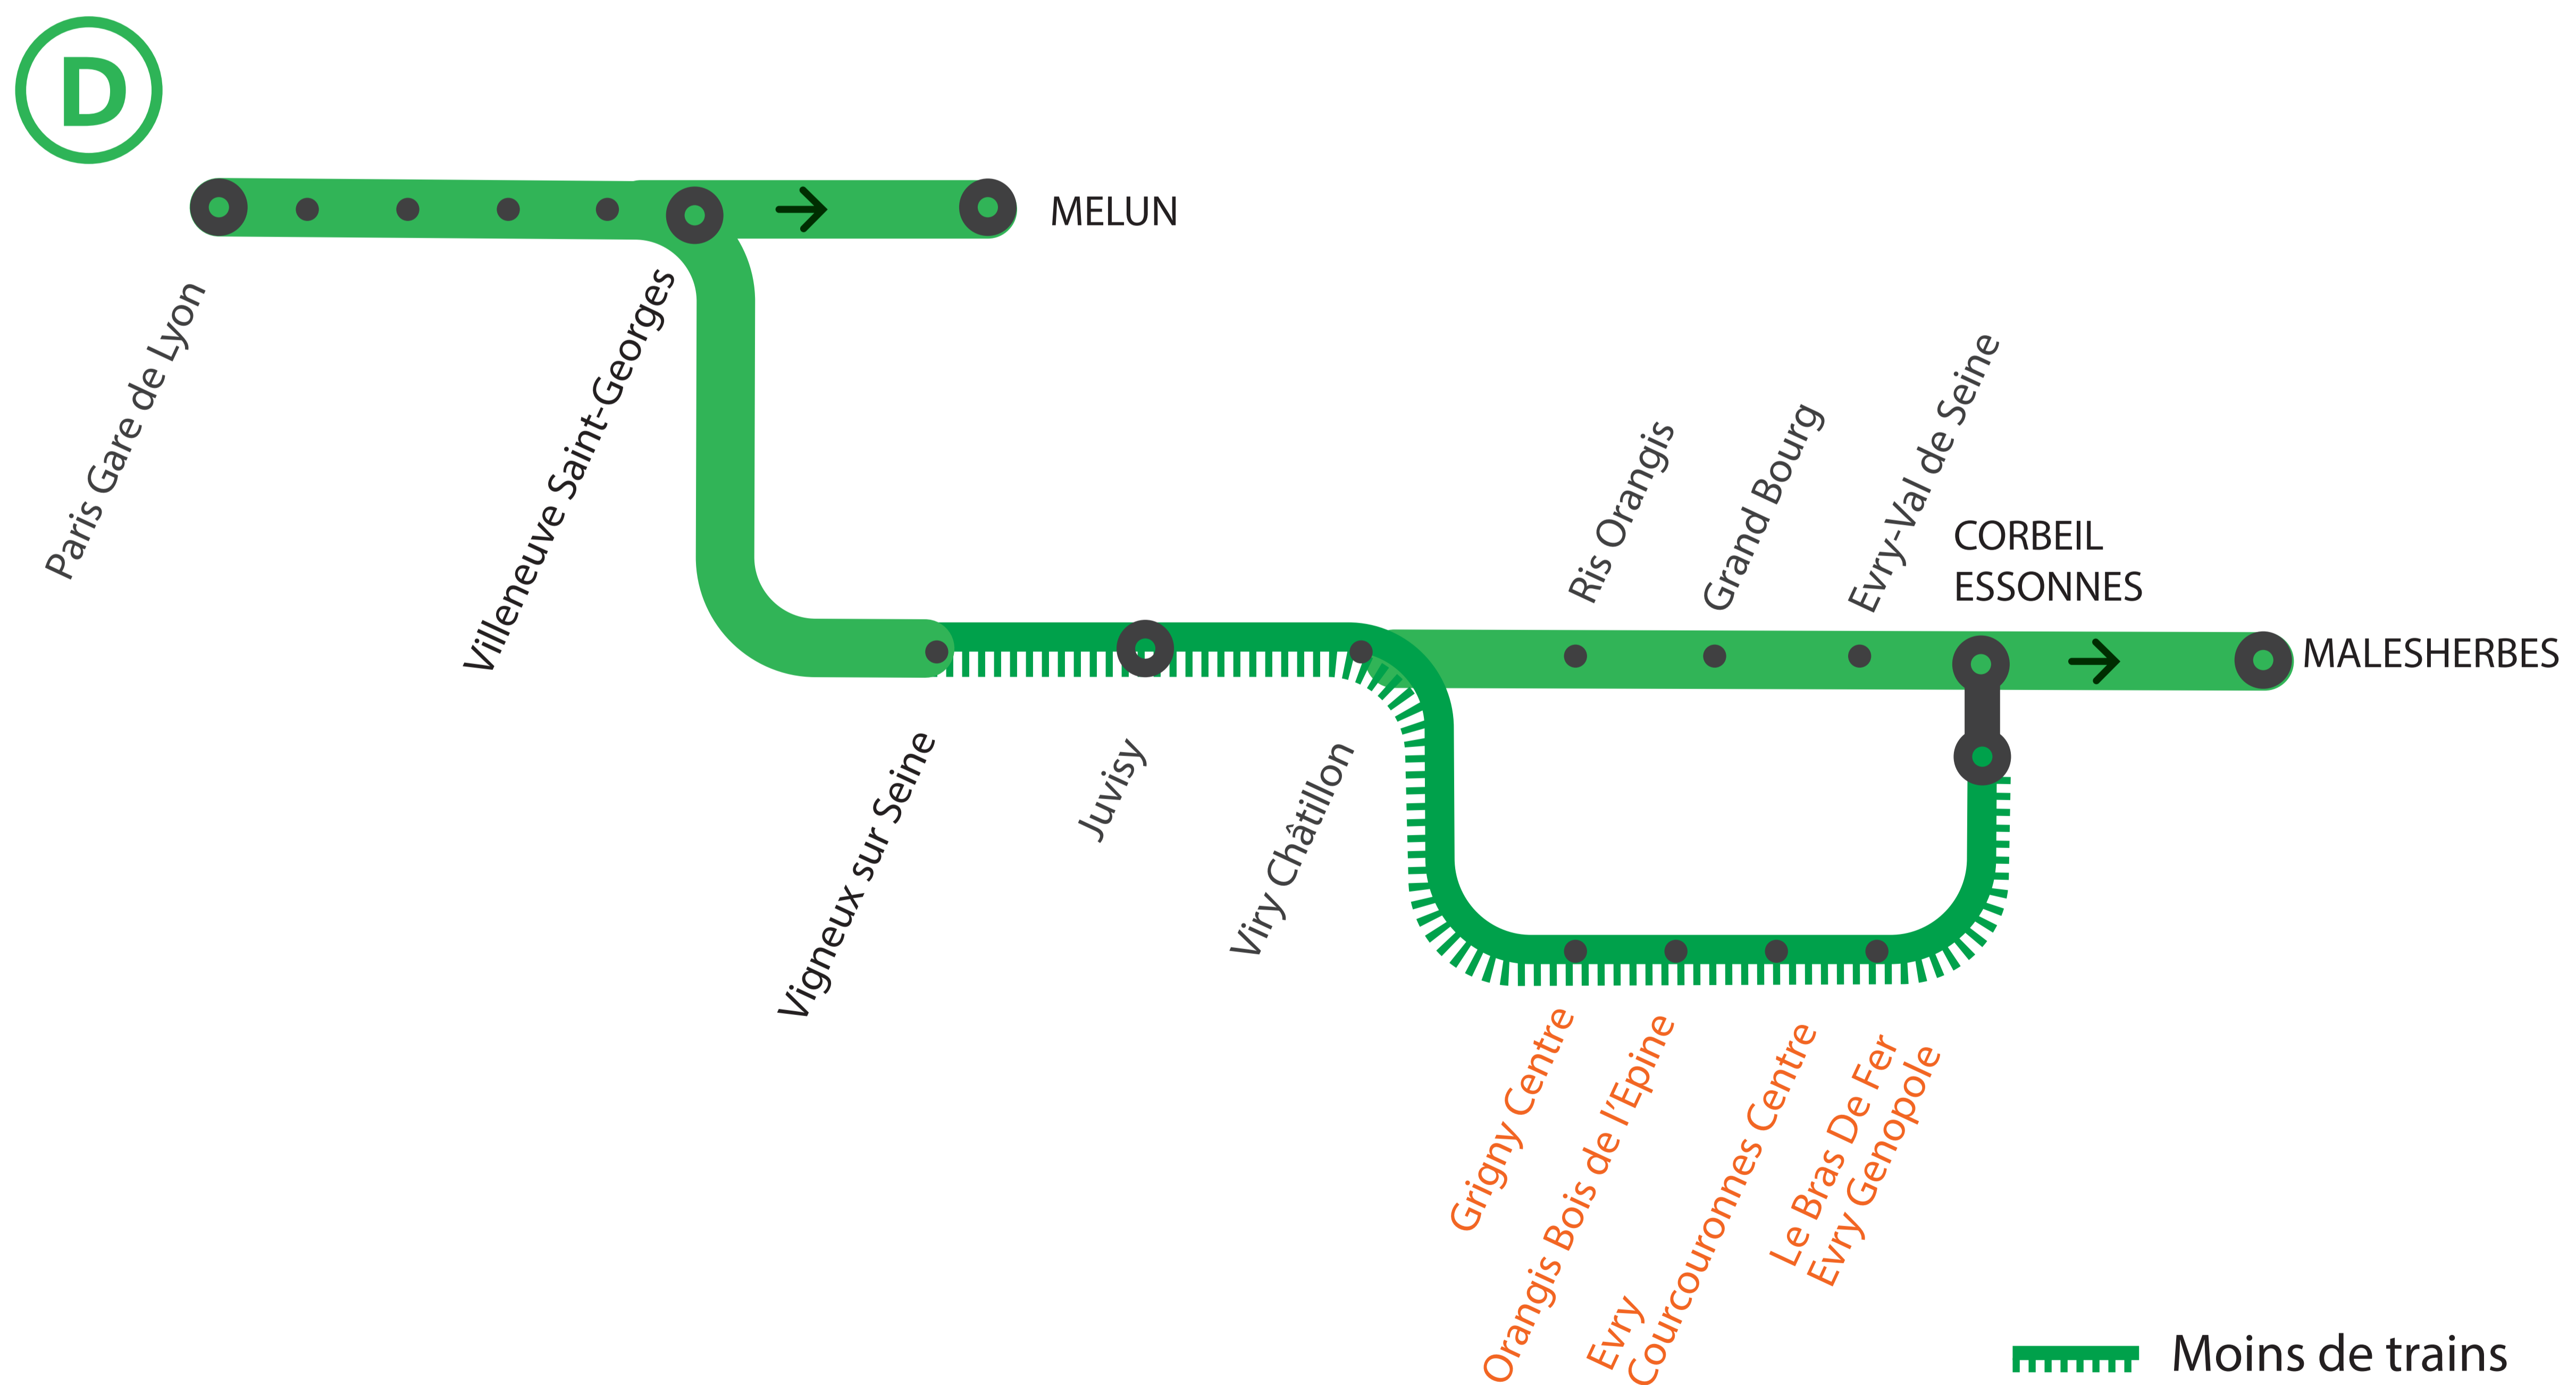 D
MELUN
Paris Gare de Lyon
Villeneuve Saint-Georges
Ris Orangis
Grand Bourg
Evry-Val de Seine
CORBEIL
ESSONNES
MALESHERBES
Vigneux sur Seine
Juvisy
Viry Châtillon
Grigny Centre
Orangis Bois de l'Epine
Evry
Courcouronnes Centre
Le Bras De Fer
Evry Genopole
Moins de trains